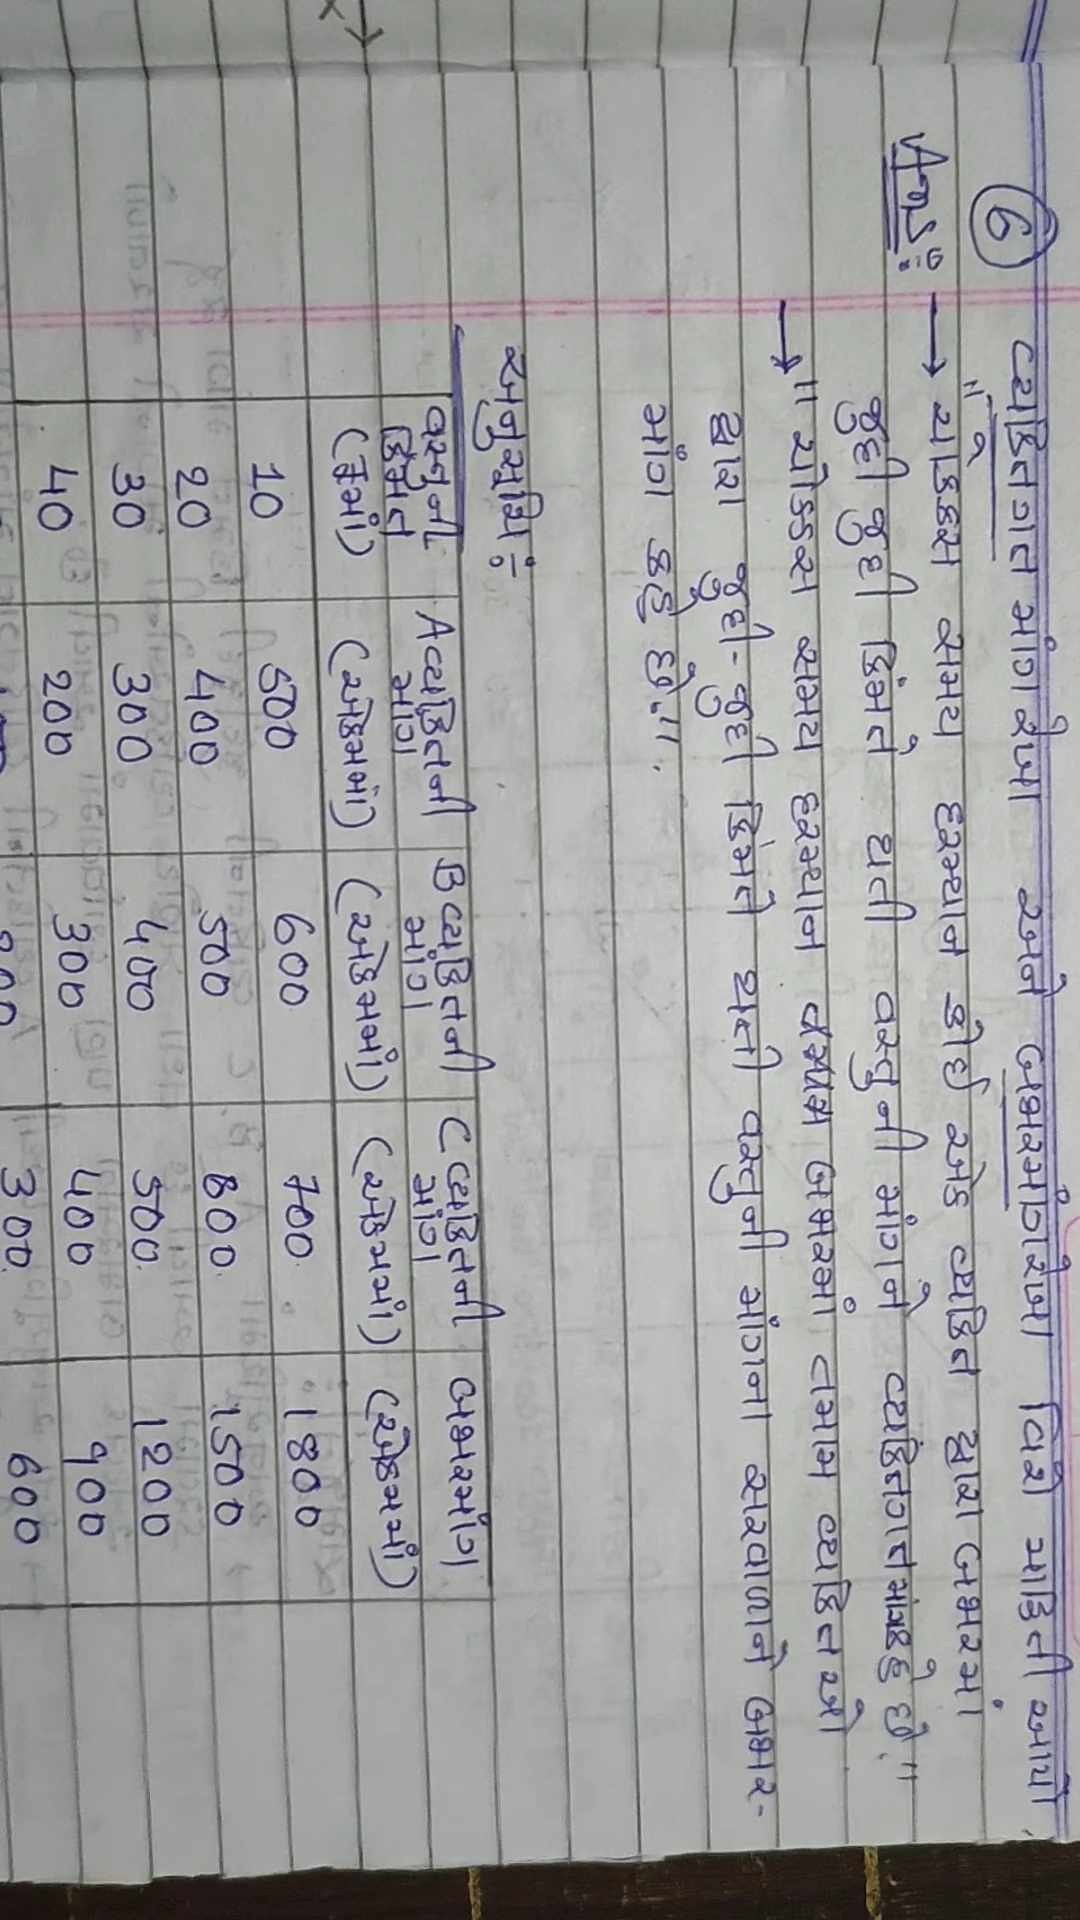 ૬ વ્યક્તિગત માંગ રેખા અને બજારમાંગરેખા વિશે માહિતી આપો.
Ans:- → "ચોક્કસ સમય દરમ્યાન કોઈ એક વ્યક્તિ દ્વારા બજારમાં
જુદી જુદી કિંમતે થતી વસ્તુની માંગને વ્યક્તિગત માંગ કહે છે."
→ "ચોક્કસ સમય દરમ્યાન બજારમાં તમામ વ્યક્તિઓ
દ્વારા જુદી-જુદી કિંમતે થતી વસ્તુની માંગના સરવાળાને બજાર-
માંગ કહે છે.".
અનુસૂચિ:-
વસ્તુની કિંમત A વ્યક્તિની માંગ B વ્યક્તિની માંગ C વ્યક્તિની માંગ બજારમાંગ
(રૂમાં) (એકમમાં) (એકમમાં) (એકમમાં) (એકમમાં)
10 500 600 700 1800
20 400 500 600 1500
30 300 400 500 1200
40 200 300 400 900
300 600